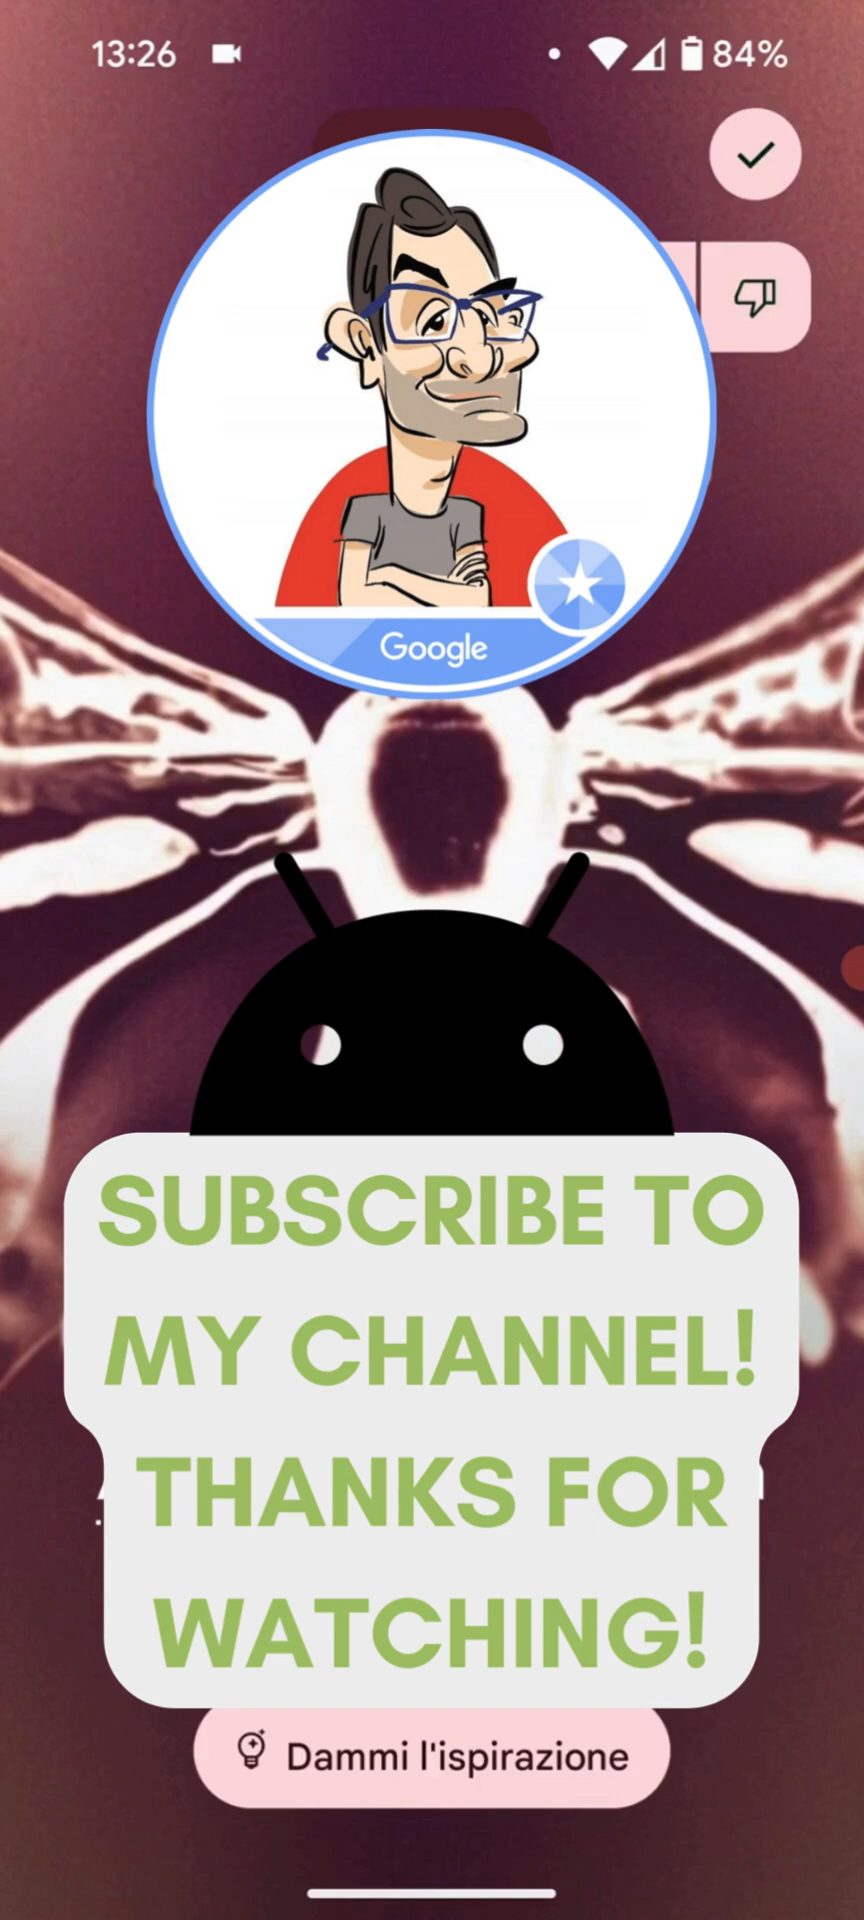 13:26
84%
Google
SUBSCRIBE TO
MY CHANNEL!
THANKS FOR
WATCHING!
Dammi l'ispirazione